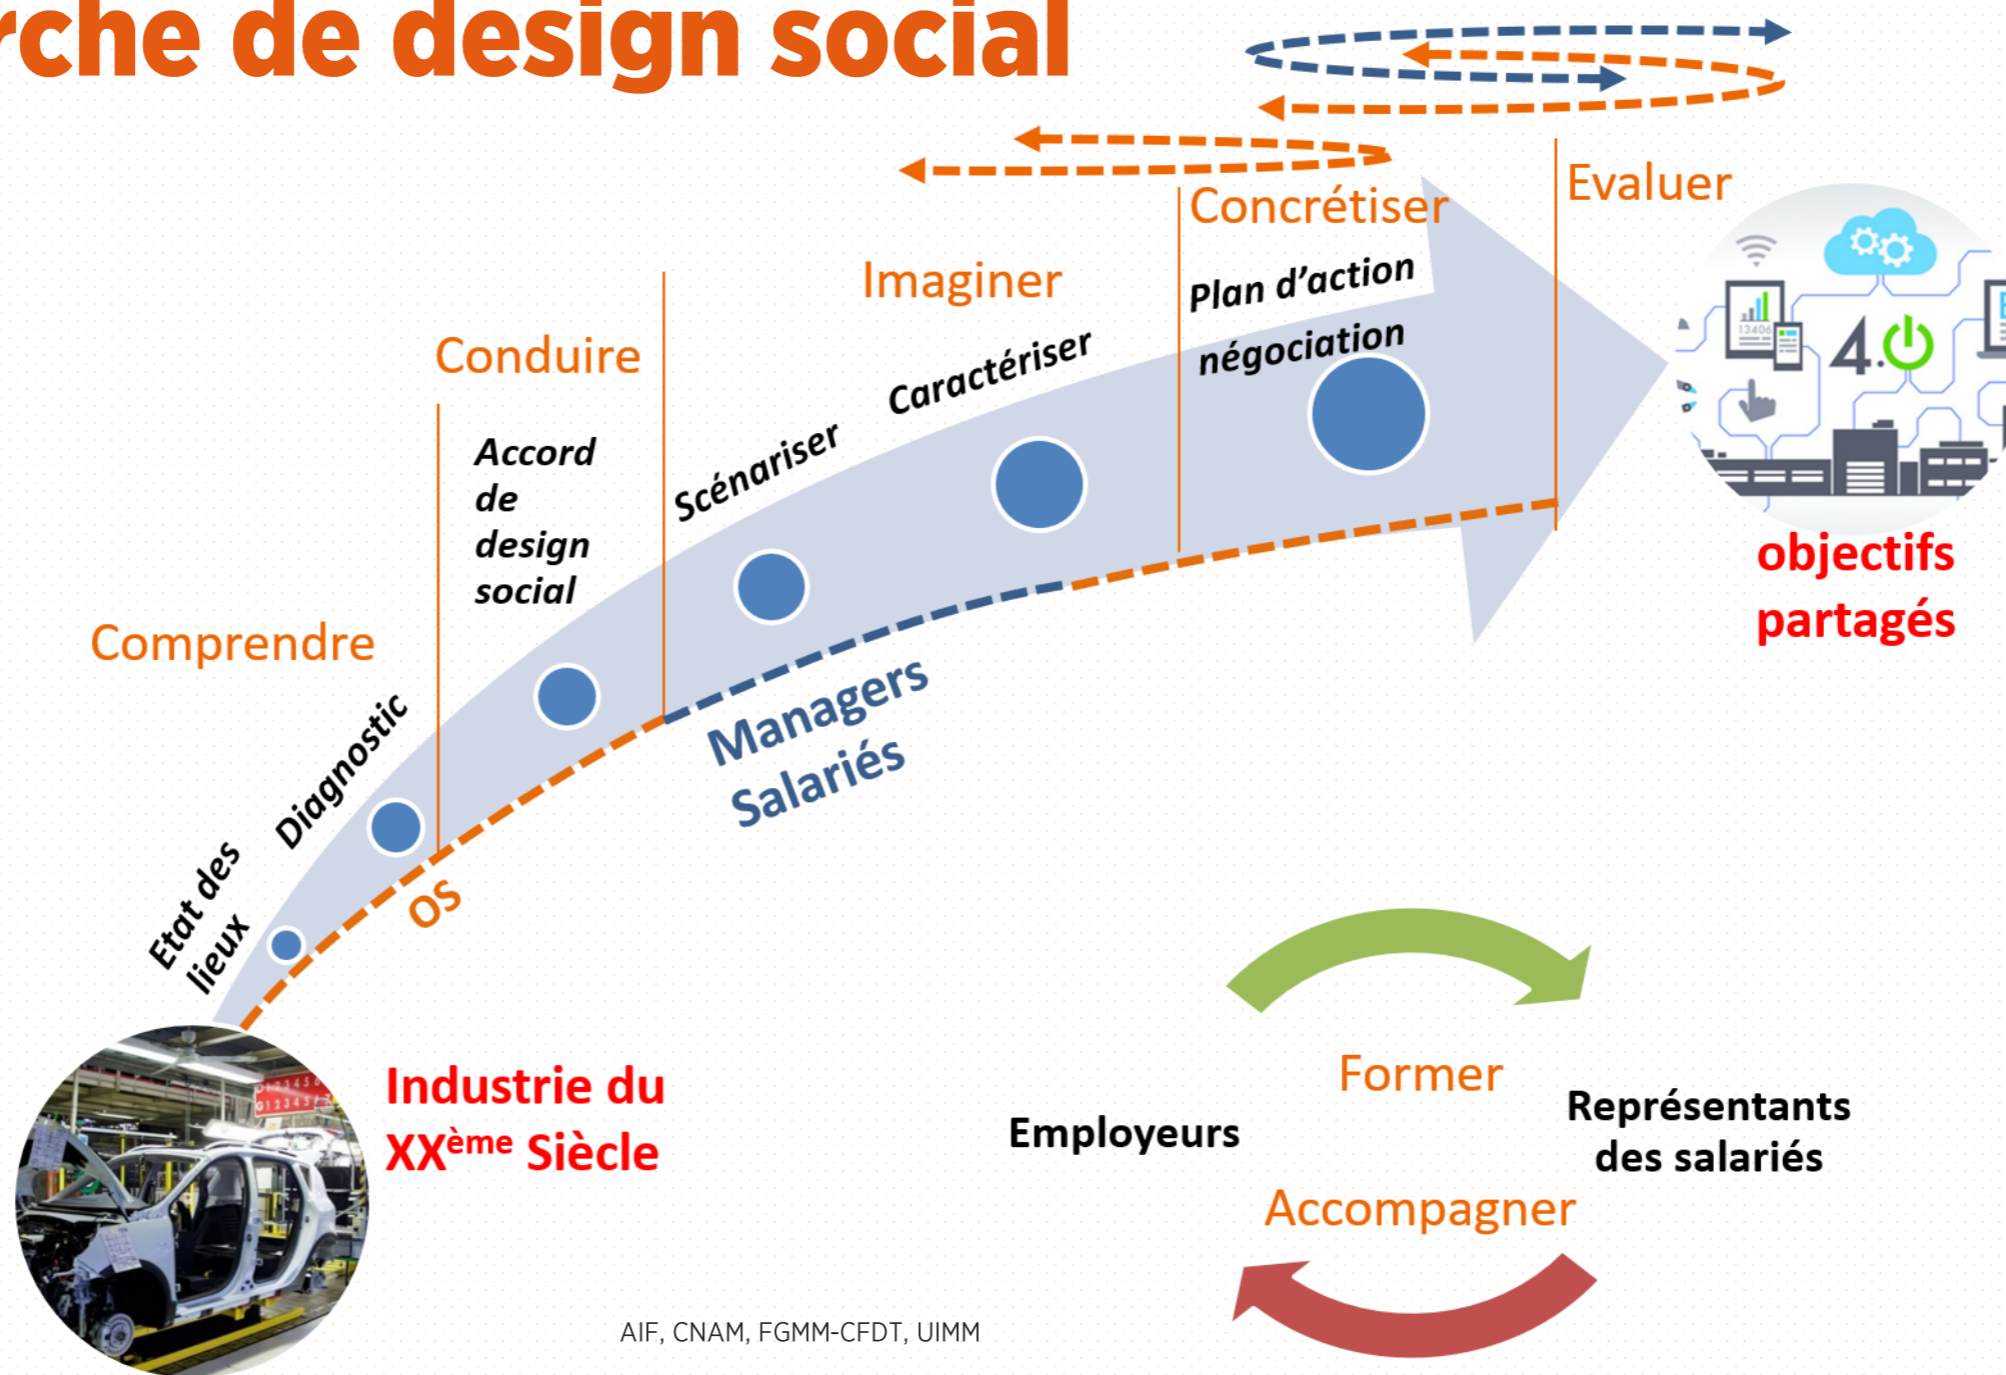 rche de design social
Evaluer
Concrétiser
Imaginer
Plan d’action
négociation
Conduire
Caractériser
Scénariser
Accord
de
design
social
Comprendre
Diagnostic
Etat des
lieux
OS
Managers
Salariés
13406
4.
objectifs
partagés
Industrie du
XXème Siècle
Former
Employeurs
Représentants
des salariés
Accompagner
AIF, CNAM, FGMM-CFDT, UIMM